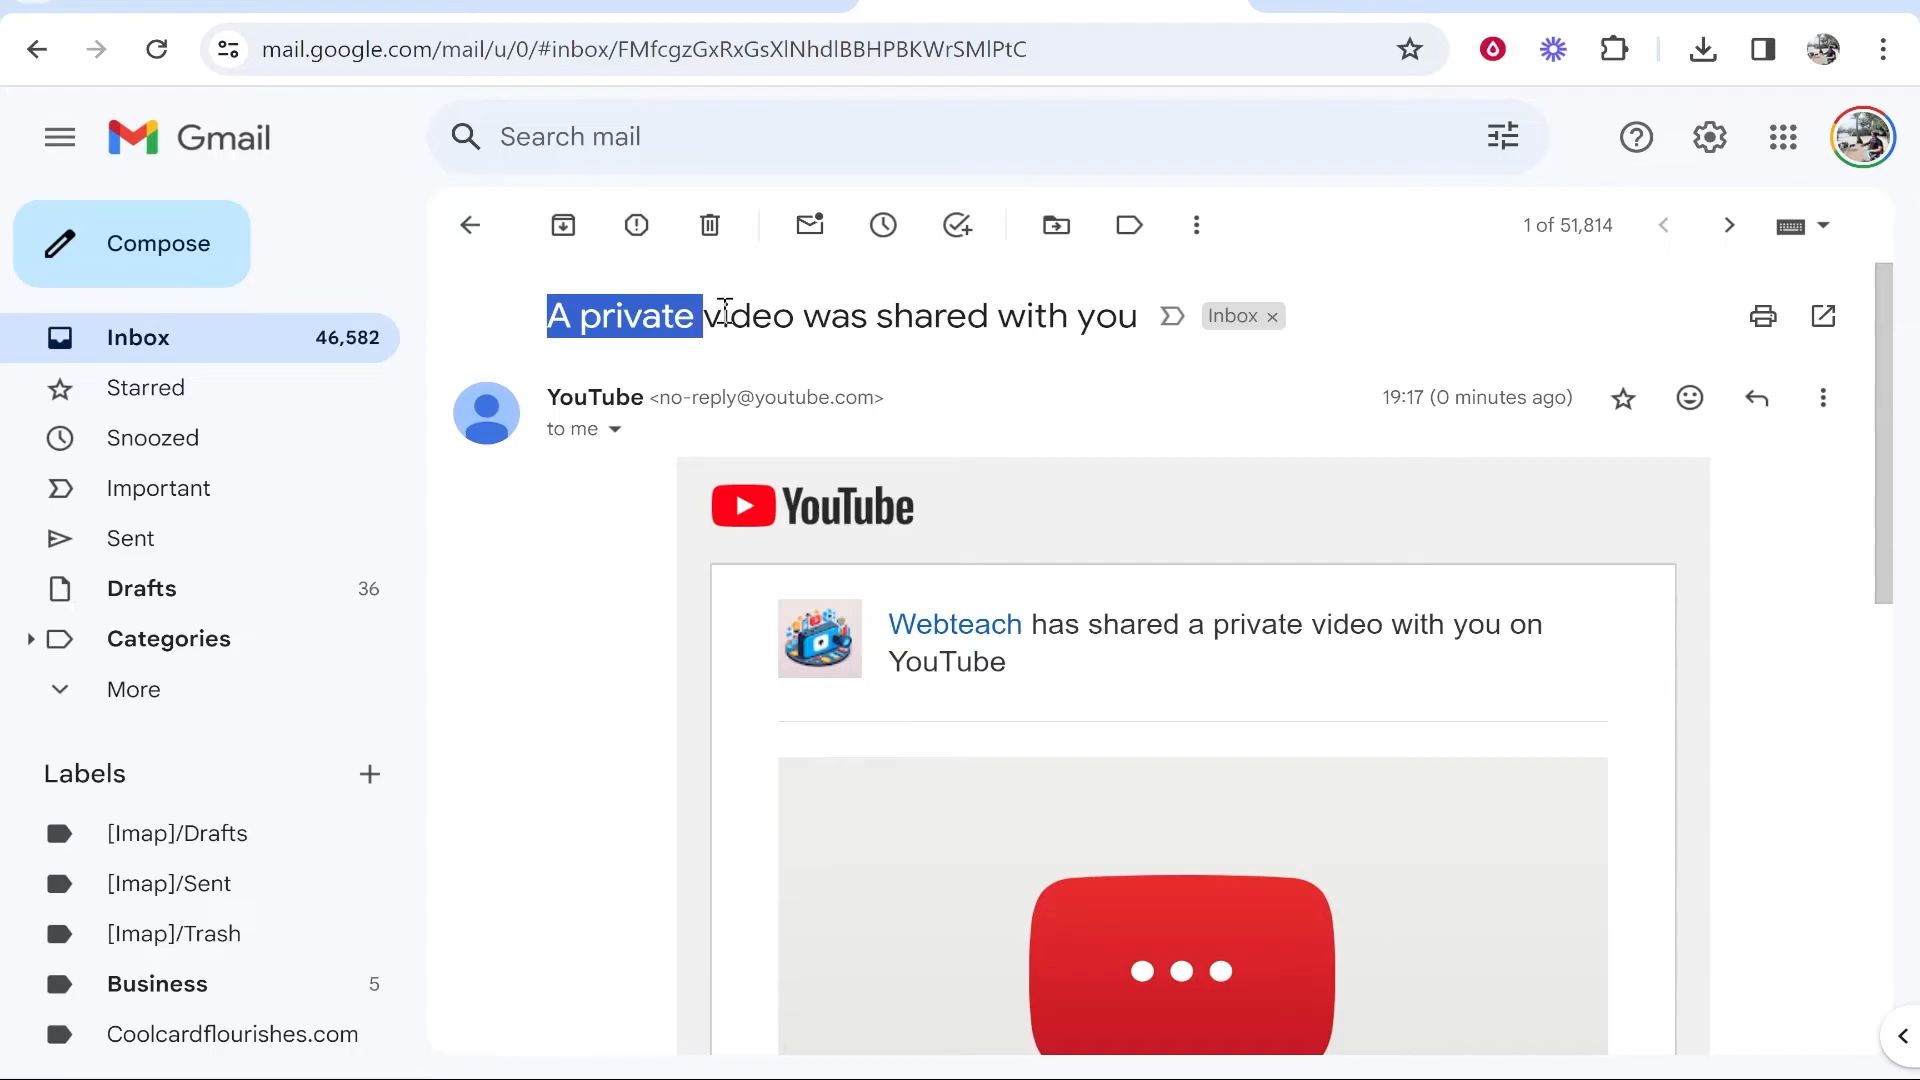 mail.google.com/mail/u/0/#inbox/FMfcgzGxRxGsXlNhdlBBHPBKWrSMlPtC
Gmail
Search mail
Compose
1 of 51,814
A private video was shared with you
Inbox ×
Inbox 46,582
Starred
Snoozed
Important
Sent
Drafts 36
Categories
More
Labels
[Imap]/Drafts
[Imap]/Sent
[Imap]/Trash
Business 5
Coolcardflourishes.com
YouTube <no-reply@youtube.com>
19:17 (0 minutes ago)
to me
YouTube
Webteach has shared a private video with you on
YouTube